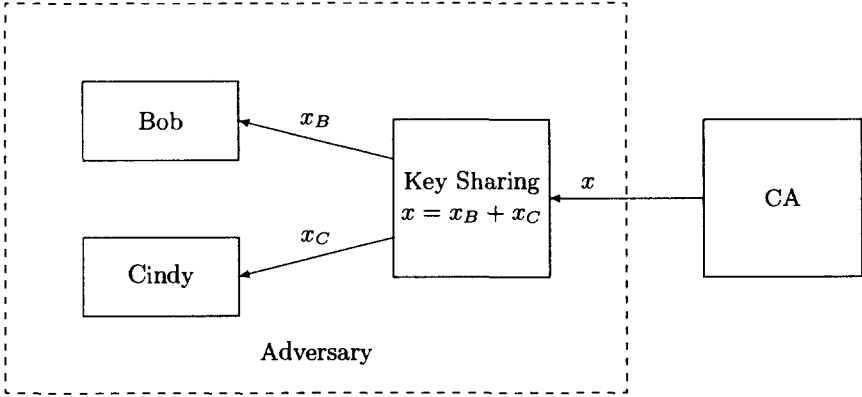 Bob
x_B
Key Sharing
x = x_B + x_C
x
CA
x_C
Cindy
Adversary